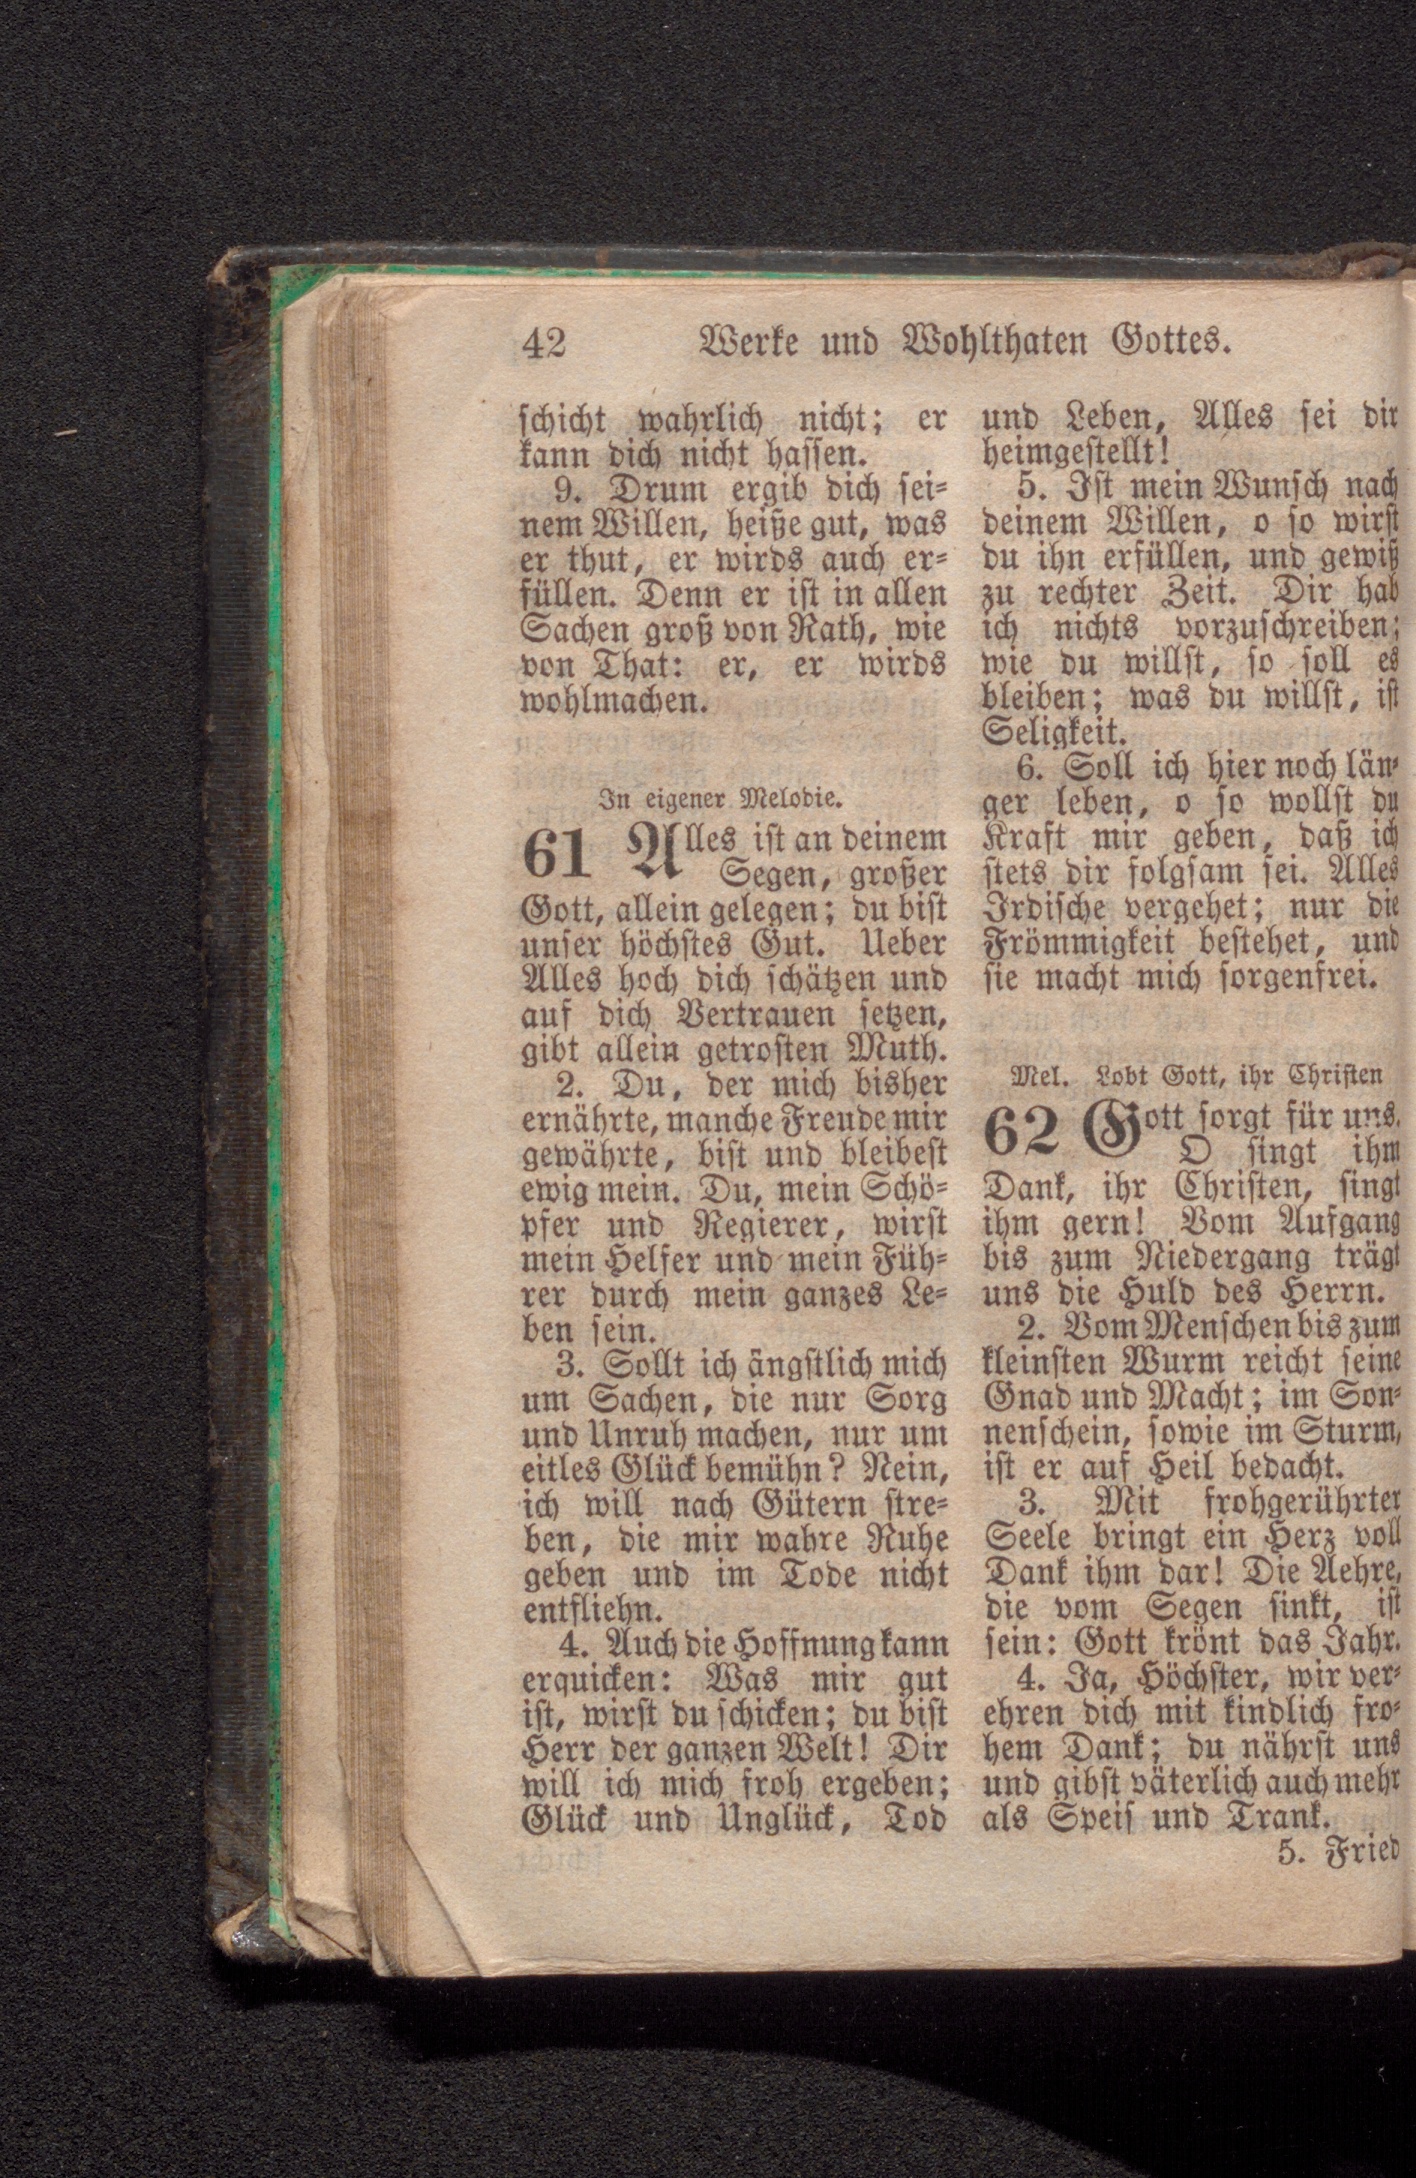 42 Werke und Wohlthaten Gottes.
schicht wahrlich nicht; er
kann dich nicht hassen.
9. Drum ergib dich sei=
nem Willen, heiße gut, was
er thut, er wirds auch er=
füllen. Denn er ist in allen
Sachen groß von Rath, wie
von That: er, er wirds
wohlmachen.
In eigener Melodie.
61 Alles ist an deinem
Segen, großer
Gott, allein gelegen; du bist
unser höchstes Gut. Ueber
Alles hoch dich schätzen und
auf dich Vertrauen setzen,
gibt allein getrosten Muth.
2. Du, der mich bisher
ernährte, manche Freude mir
gewährte, bist und bleibest
ewig mein. Du, mein Schö=
pfer und Regierer, wirst
mein Helfer und mein Füh=
rer durch mein ganzes Le=
ben sein.
3. Sollt ich ängstlich mich
um Sachen, die nur Sorg
und Unruh machen, nur um
eitles Glück bemühn? Nein,
ich will nach Gütern stre=
ben, die mir wahre Ruhe
geben und im Tode nicht
entfliehn.
4. Auch die Hoffnung kann
erquicken: Was mir gut
ist, wirst du schicken; du bist
Herr der ganzen Welt! Dir
will ich mich froh ergeben;
Glück und Unglück, Tod
und Leben, Alles sei dir
heimgestellt!
5. Ist mein Wunsch nach
deinem Willen, o so wirst
du ihn erfüllen, und gewiß
zu rechter Zeit. Dir hab
ich nichts vorzuschreiben;
wie du willst, so soll es
bleiben; was du willst, ist
Seligkeit.
6. Soll ich hier noch län=
ger leben, o so wollst du
Kraft mir geben, daß ich
stets dir folgsam sei. Alles
Irdische vergehet; nur die
Frömmigkeit bestehet, und
sie macht mich sorgenfrei.
Mel. Lobt Gott, ihr Christen
62 Gott sorgt für uns.
O singt ihm
Dank, ihr Christen, singt
ihm gern! Vom Aufgang
bis zum Niedergang trägt
uns die Huld des Herrn.
2. Vom Menschen bis zum
kleinsten Wurm reicht seine
Gnad und Macht; im Son=
nenschein, sowie im Sturm,
ist er auf Heil bedacht.
3. Mit frohgerührter
Seele bringt ein Herz voll
Dank ihm dar! Die Aehre,
die vom Segen sinkt, ist
sein: Gott krönt das Jahr.
4. Ja, Höchster, wir ver=
ehren dich mit kindlich fro=
hem Dank; du nährst uns
und gibst väterlich auch mehr
als Speis und Trank.
5. Fried